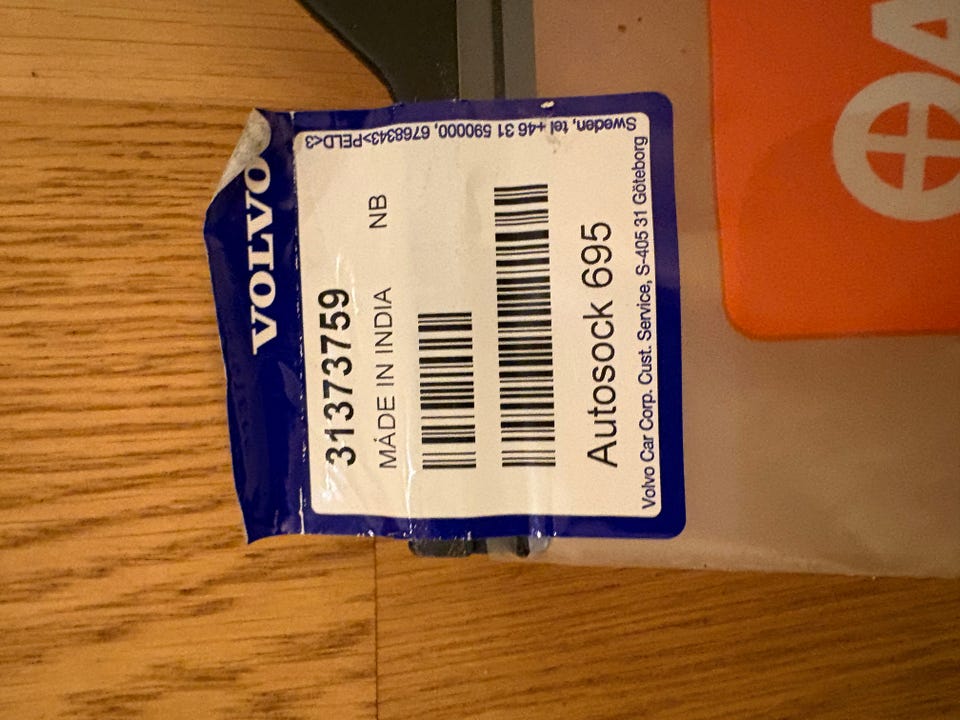 VOLVO
31373759
MADE IN INDIA NB
Autosock 695
Volvo Car Corp. Cust. Service, S-405 31 Göteborg
Sweden, tel +46 31 590000, 6768343>PELD<3